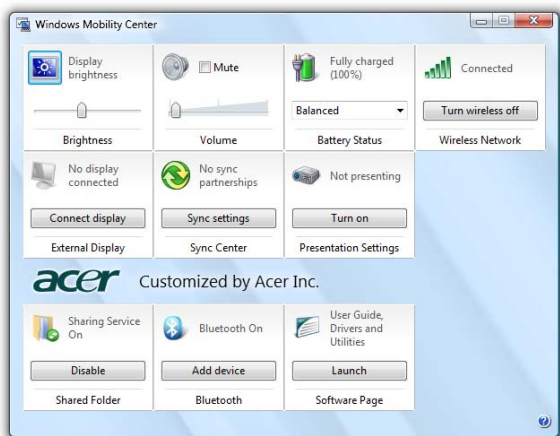 Windows Mobility Center
Display
brightness
Brightness
Mute
Volume
Fully charged
(100%)
Balanced
Battery Status
Connected
Turn wireless off
Wireless Network
No display
connected
Connect display
External Display
No sync
partnerships
Sync settings
Sync Center
Not presenting
Turn on
Presentation Settings
acer Customized by Acer Inc.
Sharing Service
On
Disable
Shared Folder
Bluetooth On
Add device
Bluetooth
User Guide,
Drivers and
Utilities
Launch
Software Page